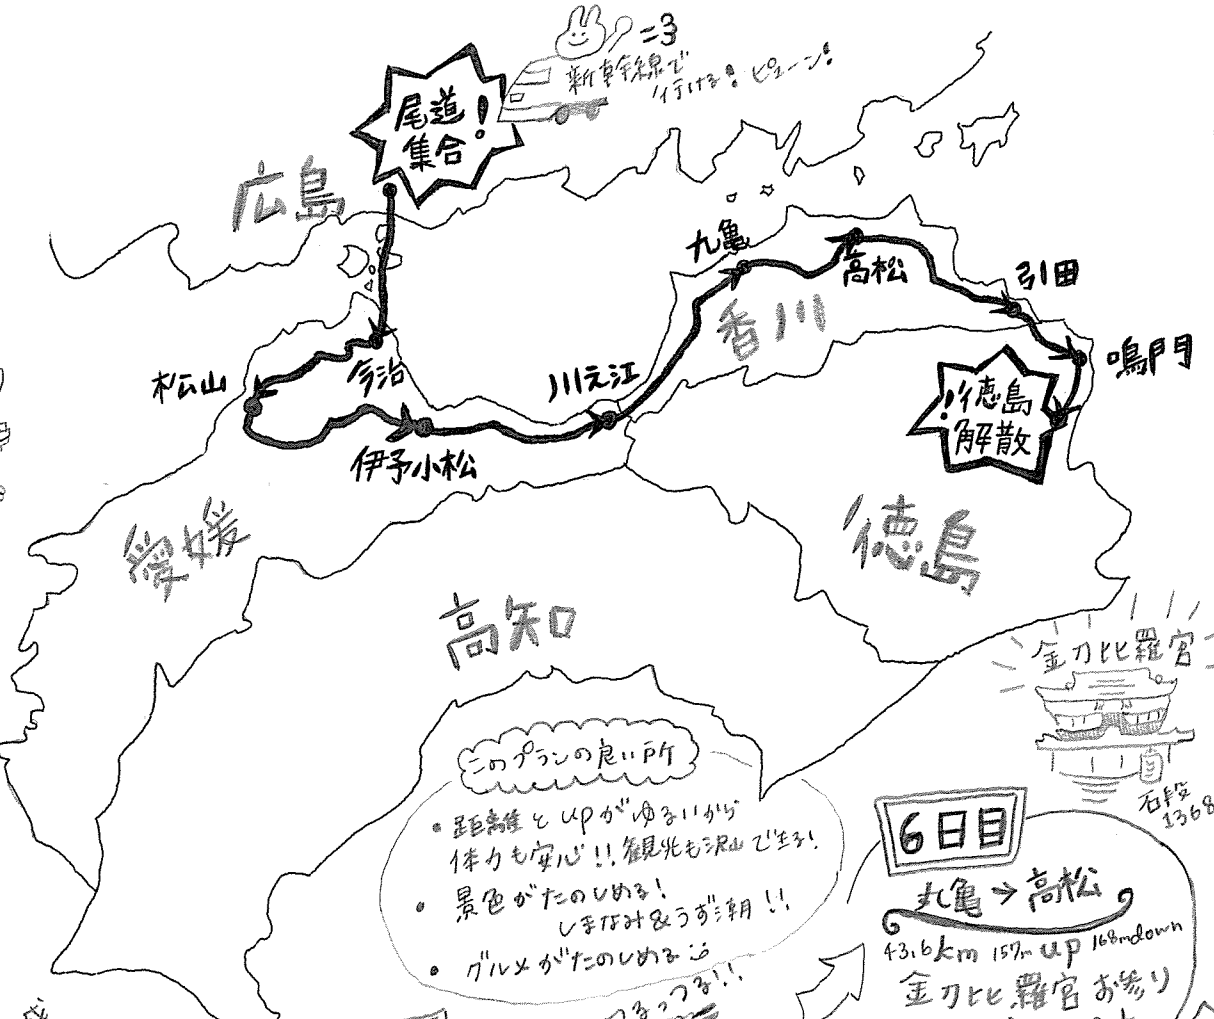 新幹線で
行ける！ピューン！
尾道
集合！
広島
九亀
高松
引田
香川
鳴門
今治
松山
川之江
！徳島
解散
伊予小松
愛媛
徳島
高知
金刀比羅宮
石段
1368
このプランの良い所
・距離とupがゆるいから
体力も安心！！観光も沢山できる！
・景色がたのしめる！
しまなみ&うず潮！！
・グルメがたのしめる
6日目
丸亀→高松
43.6km 157m up 168mdown
金刀比羅宮お参り